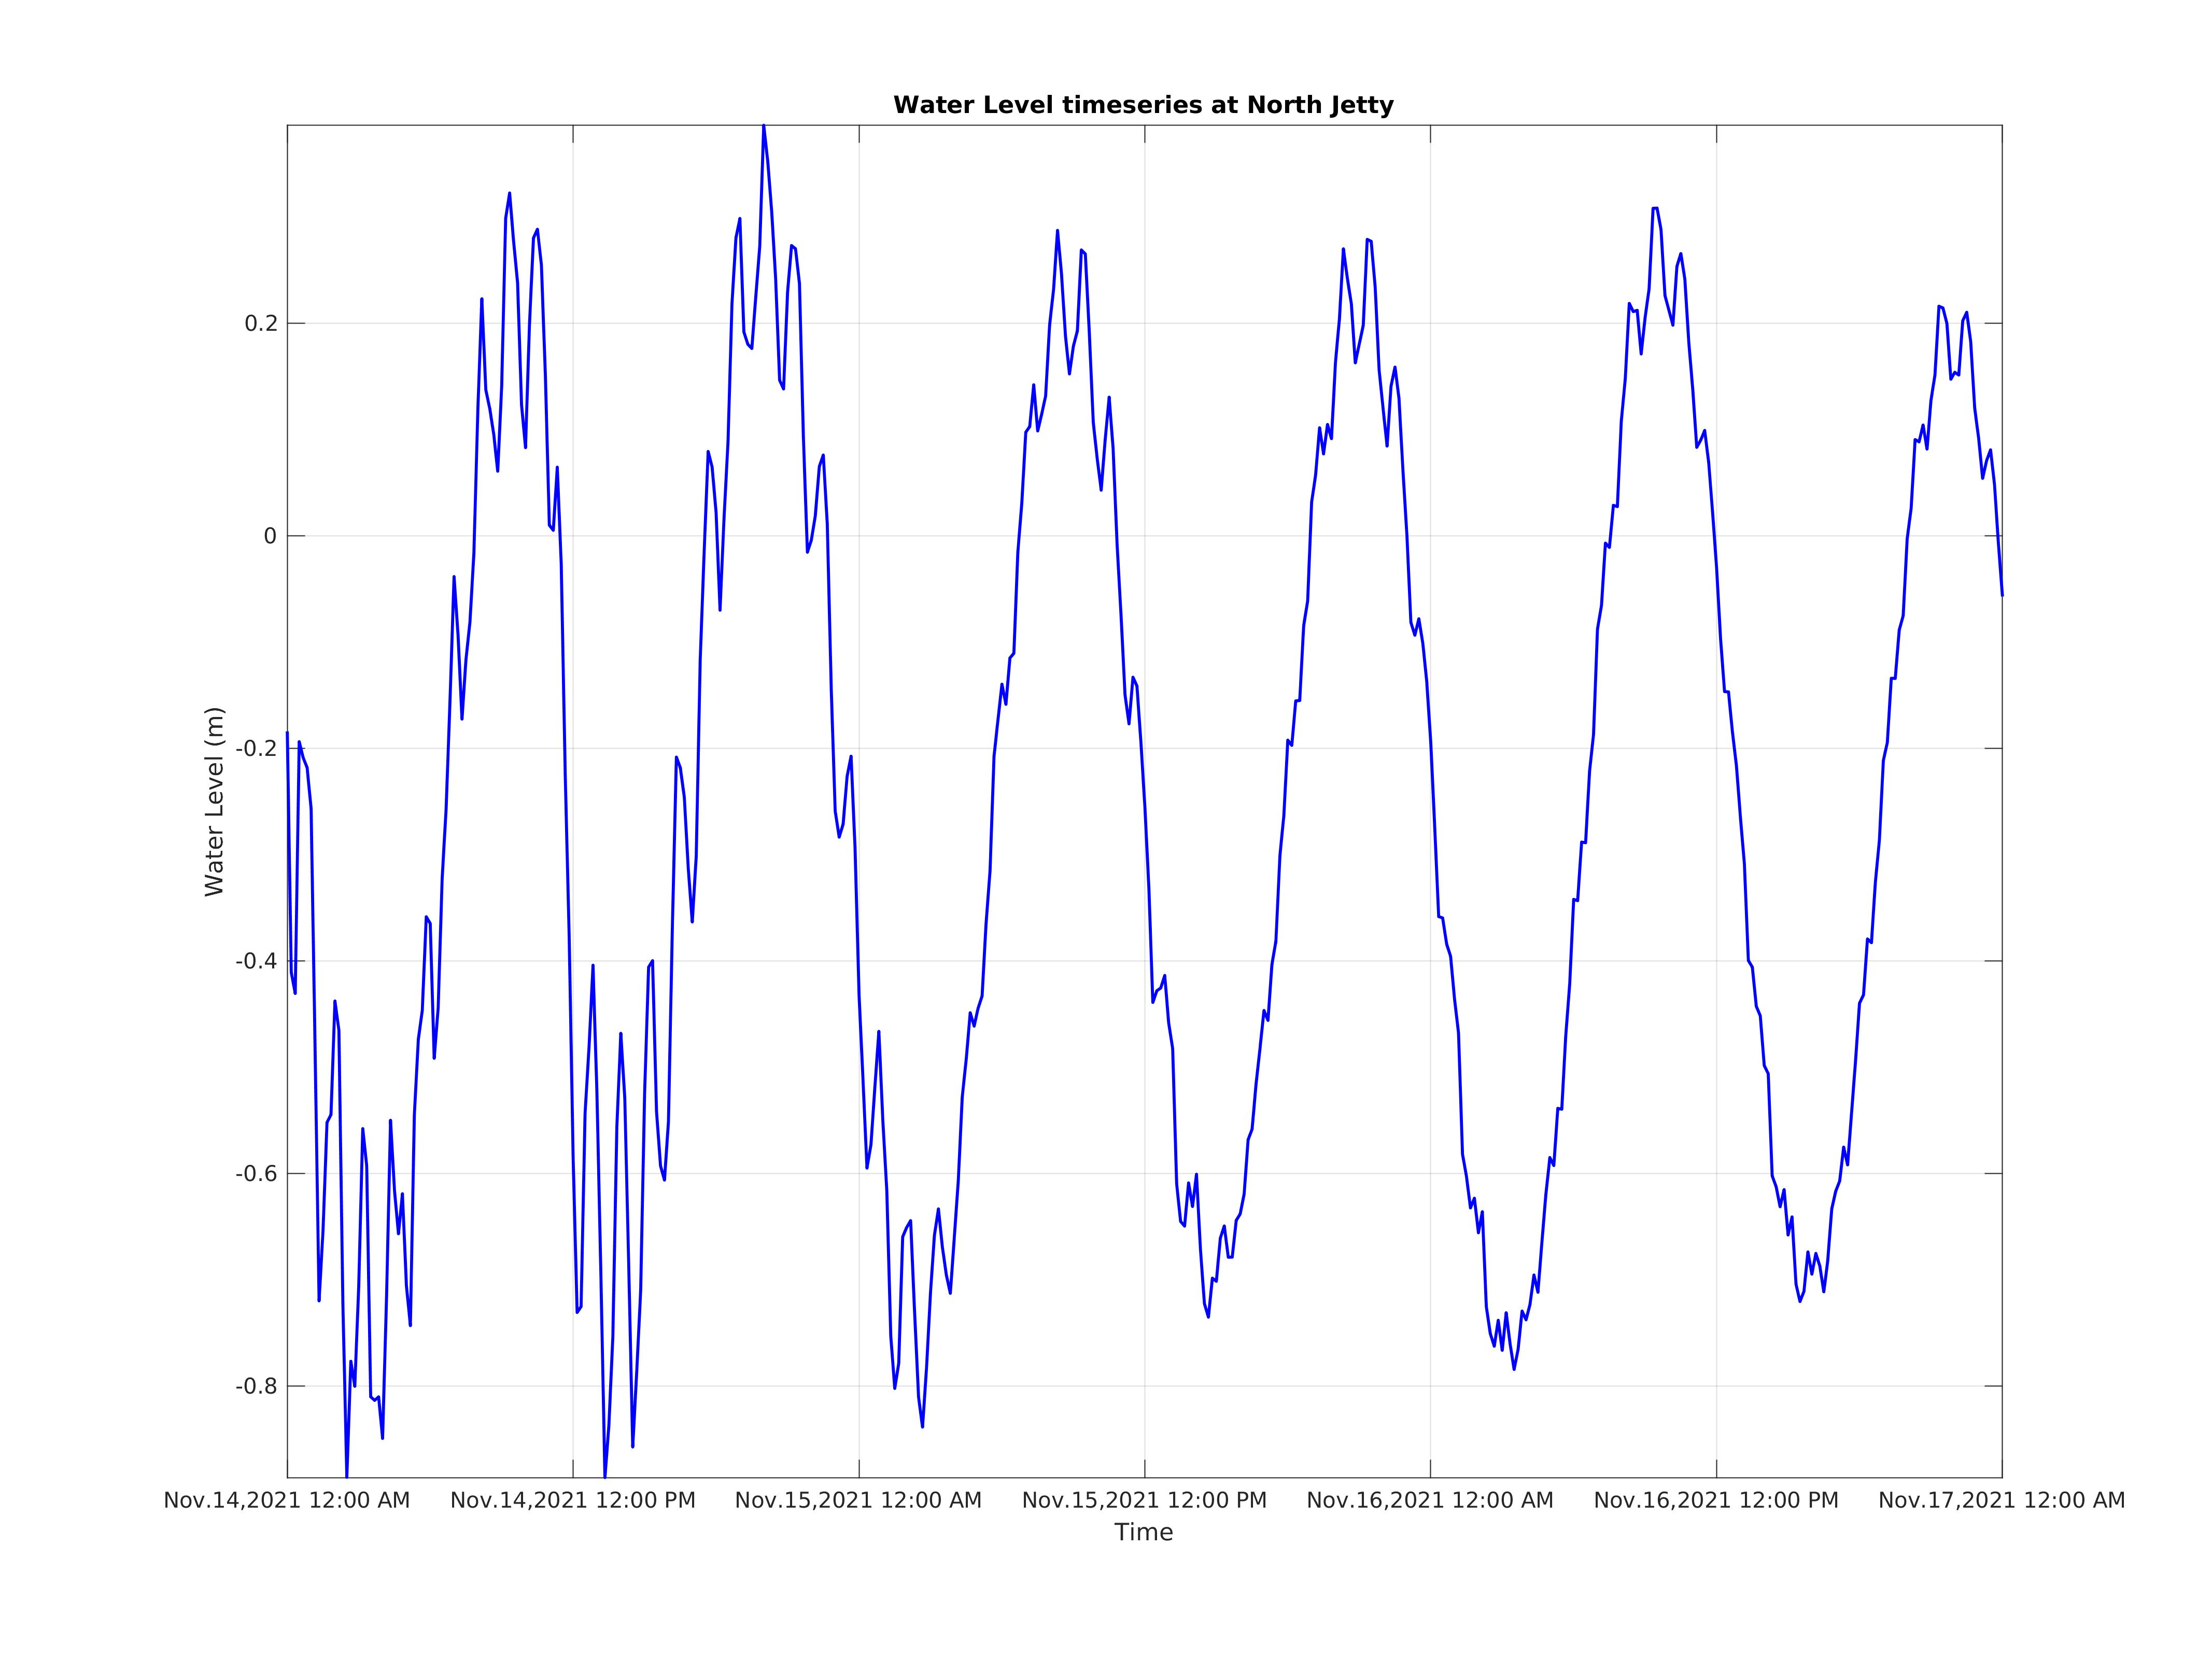 Water Level timeseries at North Jetty
0.2
0
-0.2
-0.4
-0.6
-0.8
Water Level (m)
Nov.14,2021 12:00 AM
Nov.14,2021 12:00 PM
Nov.15,2021 12:00 AM
Nov.15,2021 12:00 PM
Nov.16,2021 12:00 AM
Nov.16,2021 12:00 PM
Nov.17,2021 12:00 AM
Time